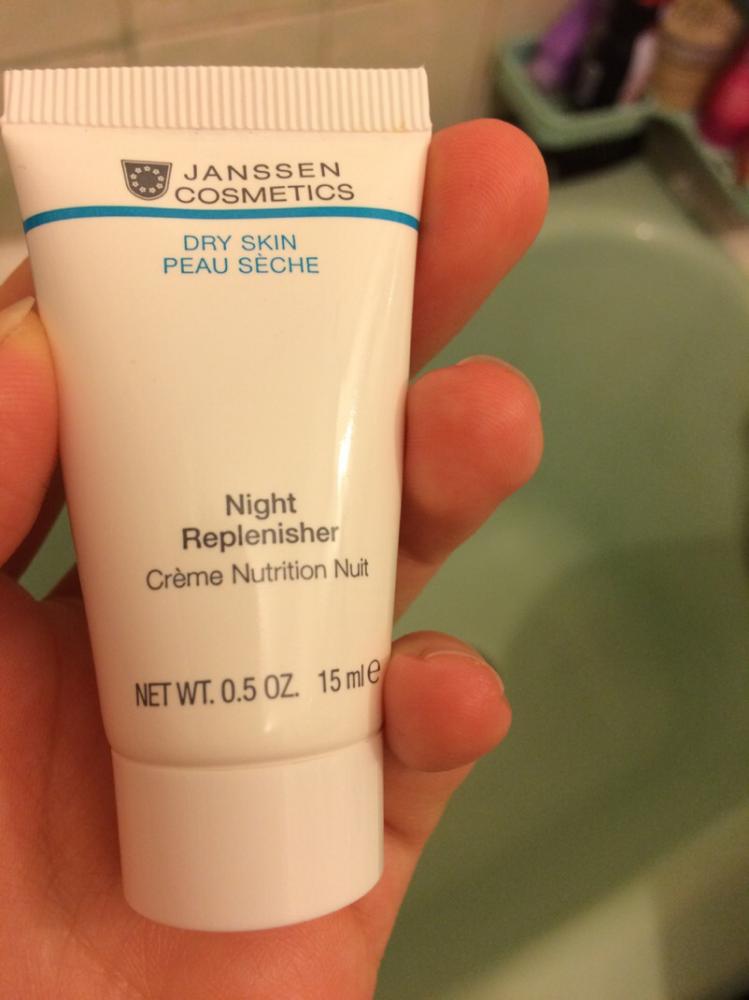 JANSSEN
COSMETICS
DRY SKIN
PEAU SÈCHE
Night
Replenisher
Crème Nutrition Nuit
NET WT. 0.5 OZ. 15 ml e